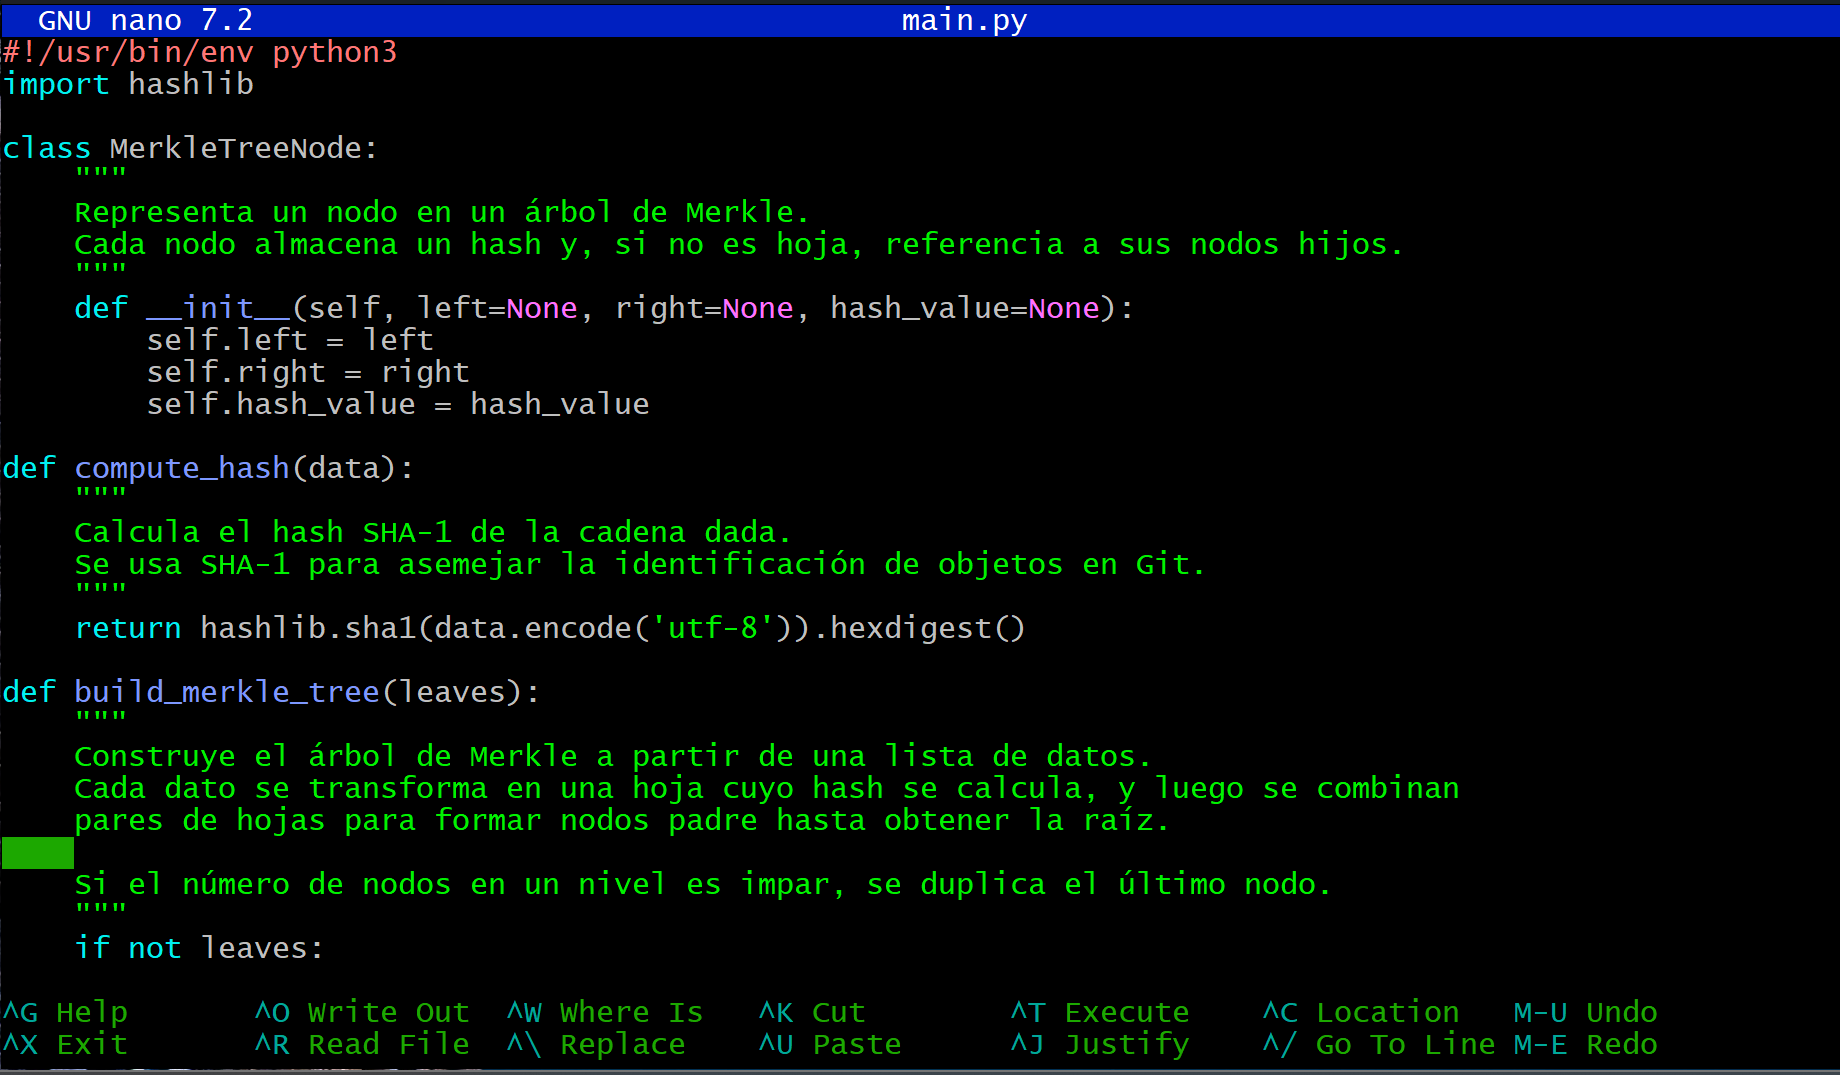 GNU nano 7.2 main.py
#!/usr/bin/env python3
import hashlib
class MerkleTreeNode:
"""
Representa un nodo en un árbol de Merkle.
Cada nodo almacena un hash y, si no es hoja, referencia a sus nodos hijos.
"""
def __init__(self, left=None, right=None, hash_value=None):
self.left = left
self.right = right
self.hash_value = hash_value
def compute_hash(data):
"""
Calcula el hash SHA-1 de la cadena dada.
Se usa SHA-1 para asemejar la identificación de objetos en Git.
"""
return hashlib.sha1(data.encode('utf-8')).hexdigest()
def build_merkle_tree(leaves):
"""
Construye el árbol de Merkle a partir de una lista de datos.
Cada dato se transforma en una hoja cuyo hash se calcula, y luego se combinan
pares de hojas para formar nodos padre hasta obtener la raíz.
Si el número de nodos en un nivel es impar, se duplica el último nodo.
"""
if not leaves:
^G Help ^O Write Out ^W Where Is ^K Cut ^T Execute ^C Location M-U Undo
^X Exit ^R Read File ^\ Replace ^U Paste ^J Justify ^/ Go To Line M-E Redo